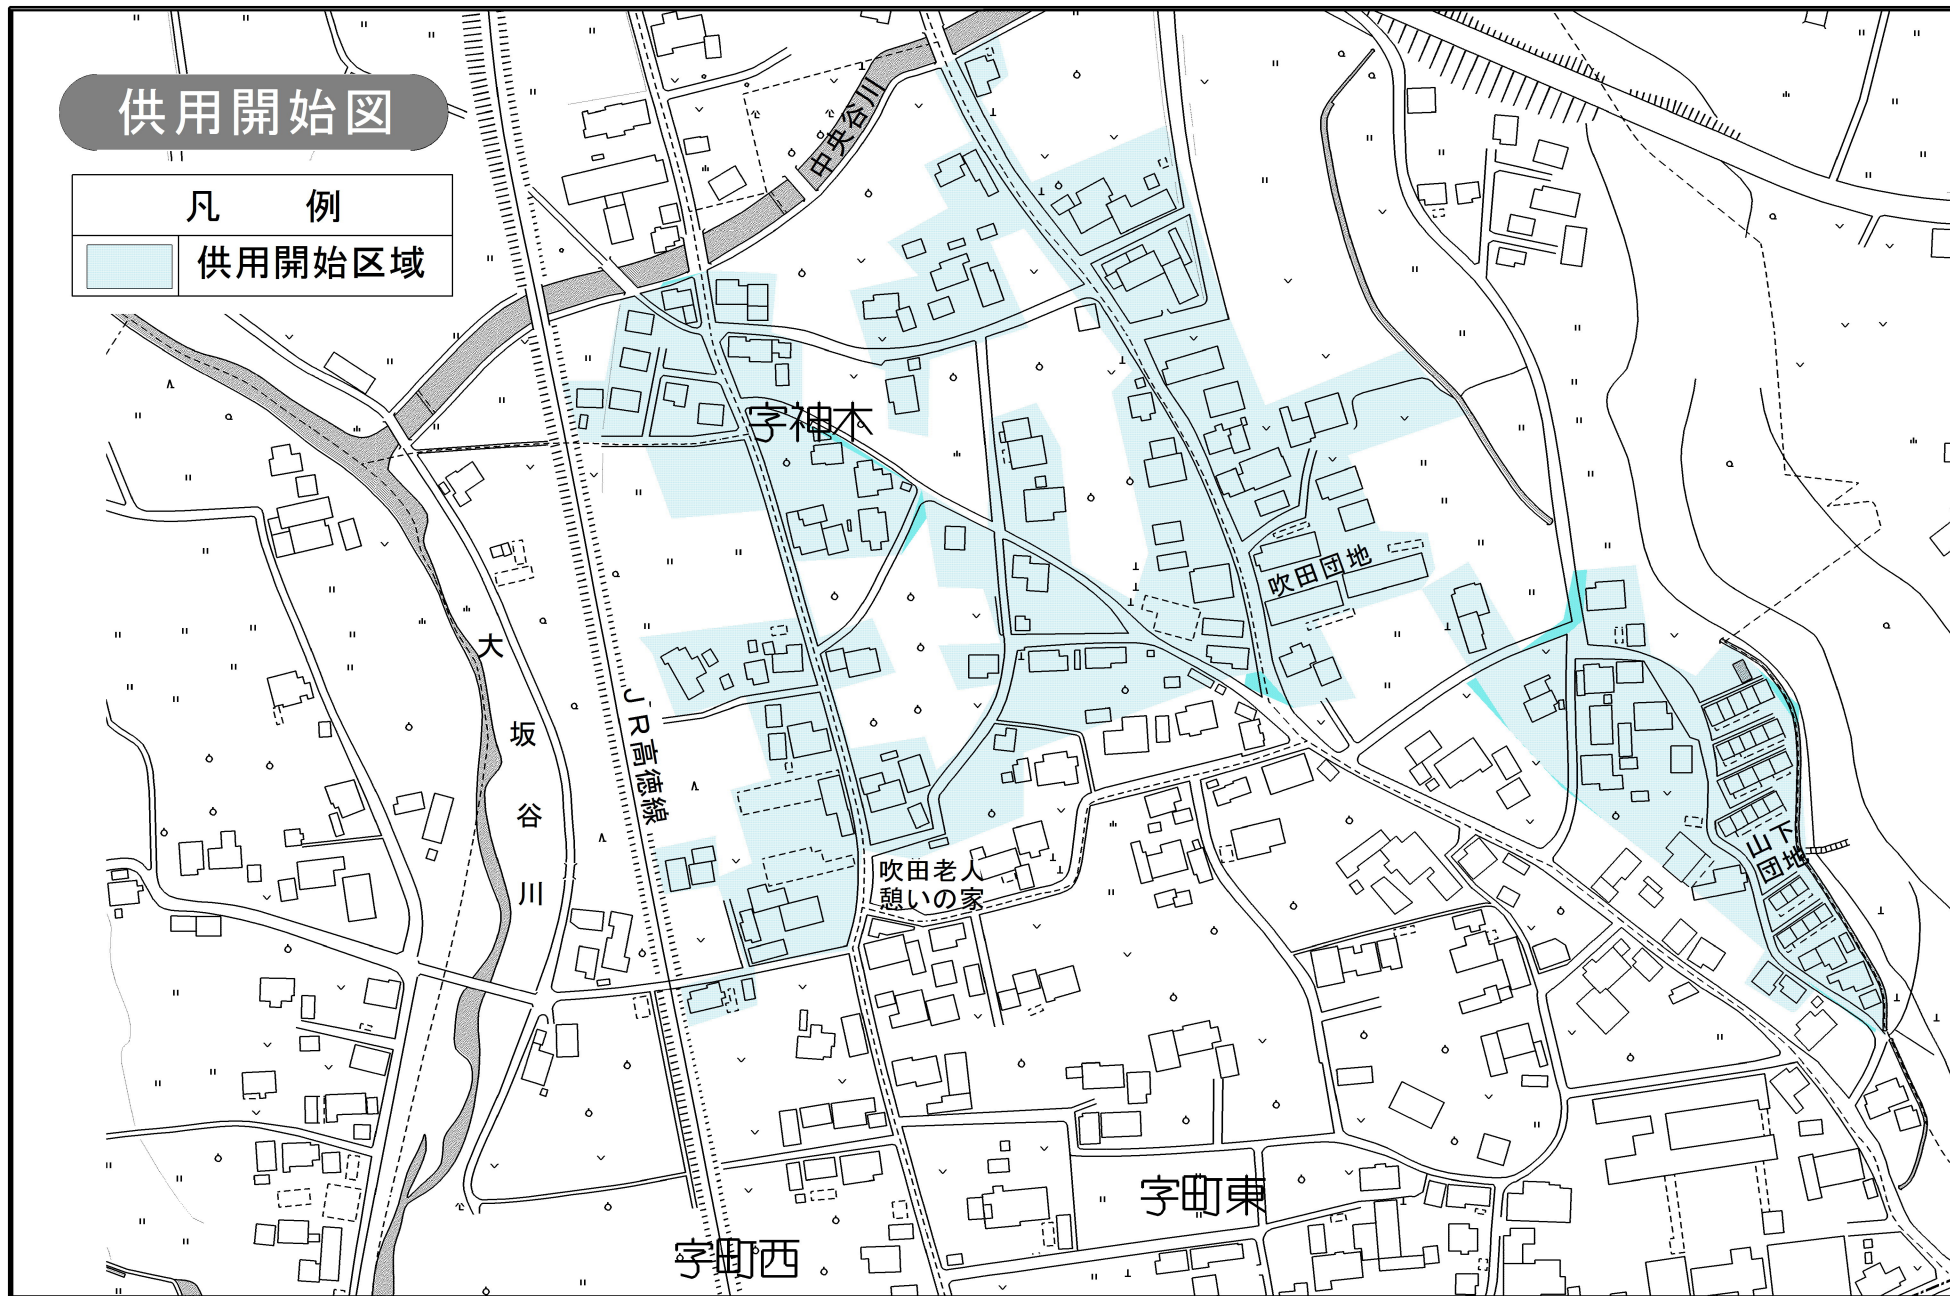 供用開始図
凡 例
供用開始区域
中央谷川
字神木
吹田団地
大坂谷川
JR高徳線
山下
団地
吹田老人
憩いの家
字町東
字町西